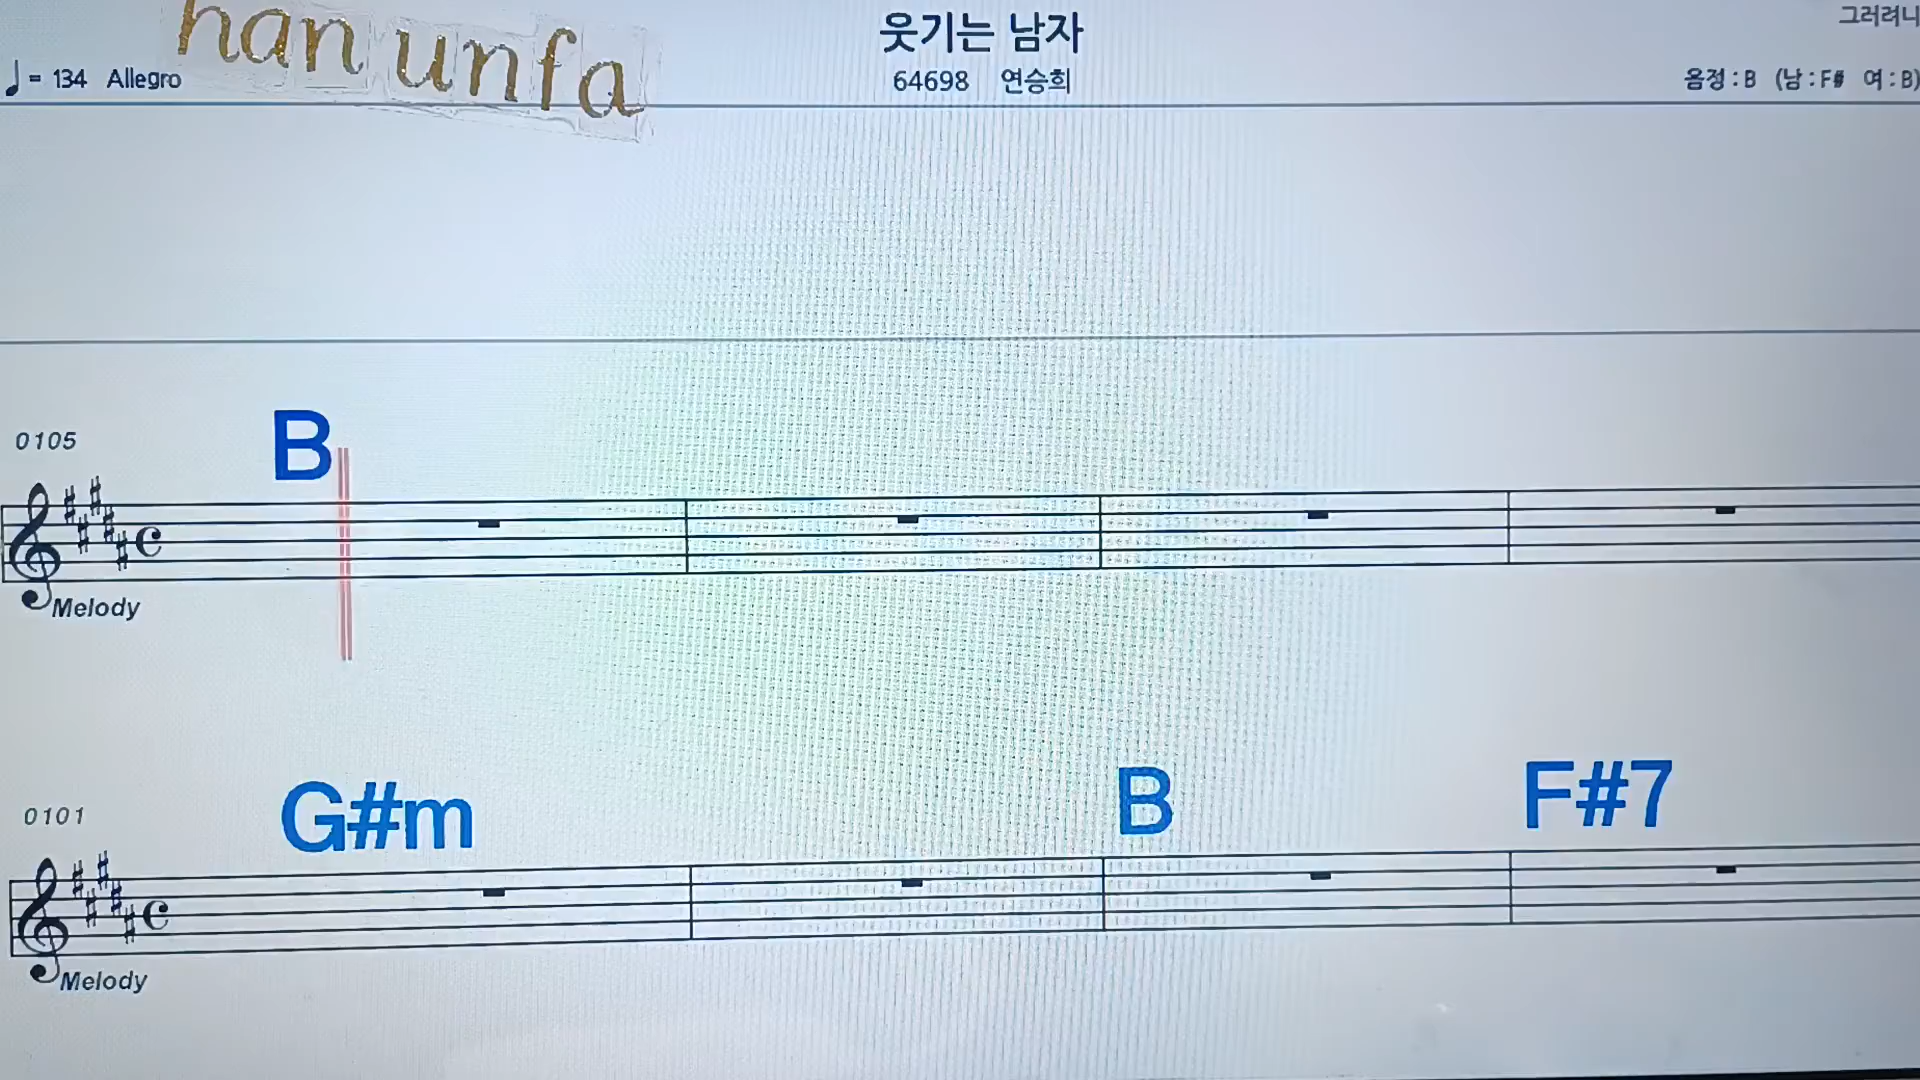 han unfa
웃기는 남자
그러려니
♩= 134 Allegro
64698 연승희
음정 : B (남 : F# 여 : B)
0105
B
Melody
0101
G#m B F#7
Melody